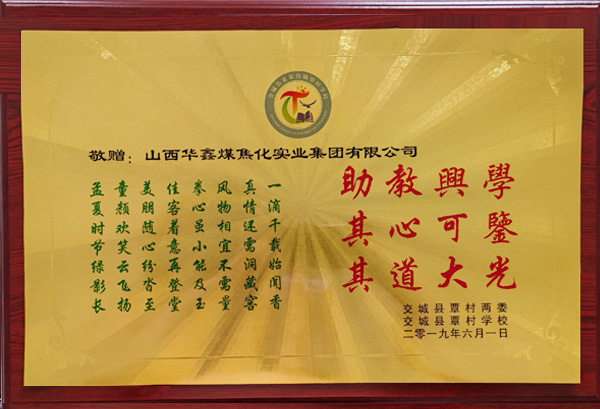 敬赠：山西华鑫煤焦化实业集团有限公司
孟夏时节绿影长
童颜欢笑云飞扬
美朋随心纷沓至
佳客着意再登堂
拳心虽小能及玉
风物相宜不需量
真情还需洞藏客
一滴千载始闻香
助教興學
其心可鑒
其道大光
交城县覃村两委
交城县覃村学校
二零一九年六月一日